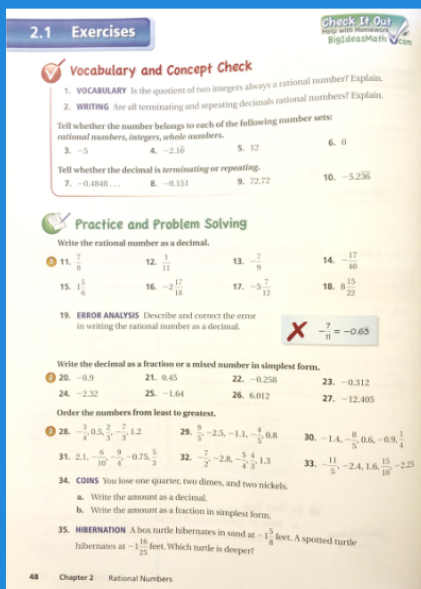 2.1 Exercises
Check It Out
Help with Homework
BigIdeasMath.com
Vocabulary and Concept Check
1. VOCABULARY Is the quotient of two integers always a rational number? Explain.
2. WRITING Are all terminating and repeating decimals rational numbers? Explain.
Tell whether the number belongs to each of the following number sets:
rational numbers, integers, whole numbers.
3. −5 4. −2.1̅6̅ 5. 12 6. 0
Tell whether the decimal is terminating or repeating.
7. −0.4848... 8. −0.151 9. 72.72 10. −5.23̅6̅
Practice and Problem Solving
Write the rational number as a decimal.
1 11. 7/8 12. 1/11 13. −7/9 14. −17/40
15. 1 5/6 16. −2 17/18 17. −5 7/12 18. 8 15/22
19. ERROR ANALYSIS Describe and correct the error
in writing the rational number as a decimal.
✗ −7/11 = −0.63
Write the decimal as a fraction or a mixed number in simplest form.
2 20. −0.9 21. 0.45 22. −0.258 23. −0.312
24. −2.32 25. −1.64 26. 6.012 27. −12.405
Order the numbers from least to greatest.
3 28. −3/4, 0.5, 2/3, −7/3, 1.2 29. 9/5, −2.5, −1.1, −4/5, 0.8 30. −1.4, −8/5, 0.6, −0.9, 1/4
31. 2.1, −6/10, −9/4, −0.75, 5/3 32. −7/2, −2.8, −5/4, 4/3, 1.3 33. −11/5, −2.4, 1.6, 15/10, −2.25
34. COINS You lose one quarter, two dimes, and two nickels.
a. Write the amount as a decimal.
b. Write the amount as a fraction in simplest form.
35. HIBERNATION A box turtle hibernates in sand at −1 5/8 feet. A spotted turtle
hibernates at −1 16/25 feet. Which turtle is deeper?
48 Chapter 2 Rational Numbers